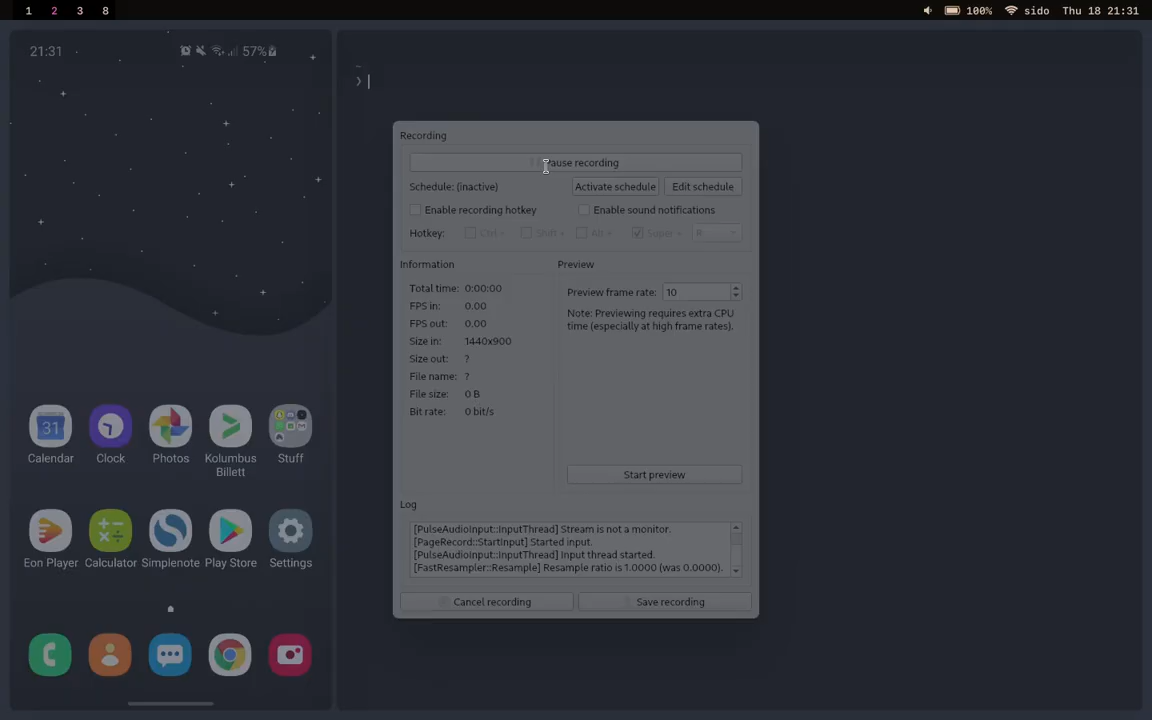 1 2 3 8 100% sido Thu 18 21:31
21:31 57%
~
❯
Recording
Pause recording
Schedule: (inactive) Activate schedule Edit schedule
Enable recording hotkey Enable sound notifications
Hotkey: Ctrl + Shift + Alt + Super + R
Information
Total time: 0:00:00
FPS in: 0.00
FPS out: 0.00
Size in: 1440x900
Size out: ?
File name: ?
File size: 0 B
Bit rate: 0 bit/s
Preview
Preview frame rate: 10
Note: Previewing requires extra CPU
time (especially at high frame rates).
Start preview
Log
[PulseAudioInput::InputThread] Stream is not a monitor.
[PageRecord::StartInput] Started input.
[PulseAudioInput::InputThread] Input thread started.
[FastResampler::Resample] Resample ratio is 1.0000 (was 0.0000).
Cancel recording Save recording
31
Calendar Clock Photos Kolumbus Stuff
Billett
Eon Player Calculator Simplenote Play Store Settings